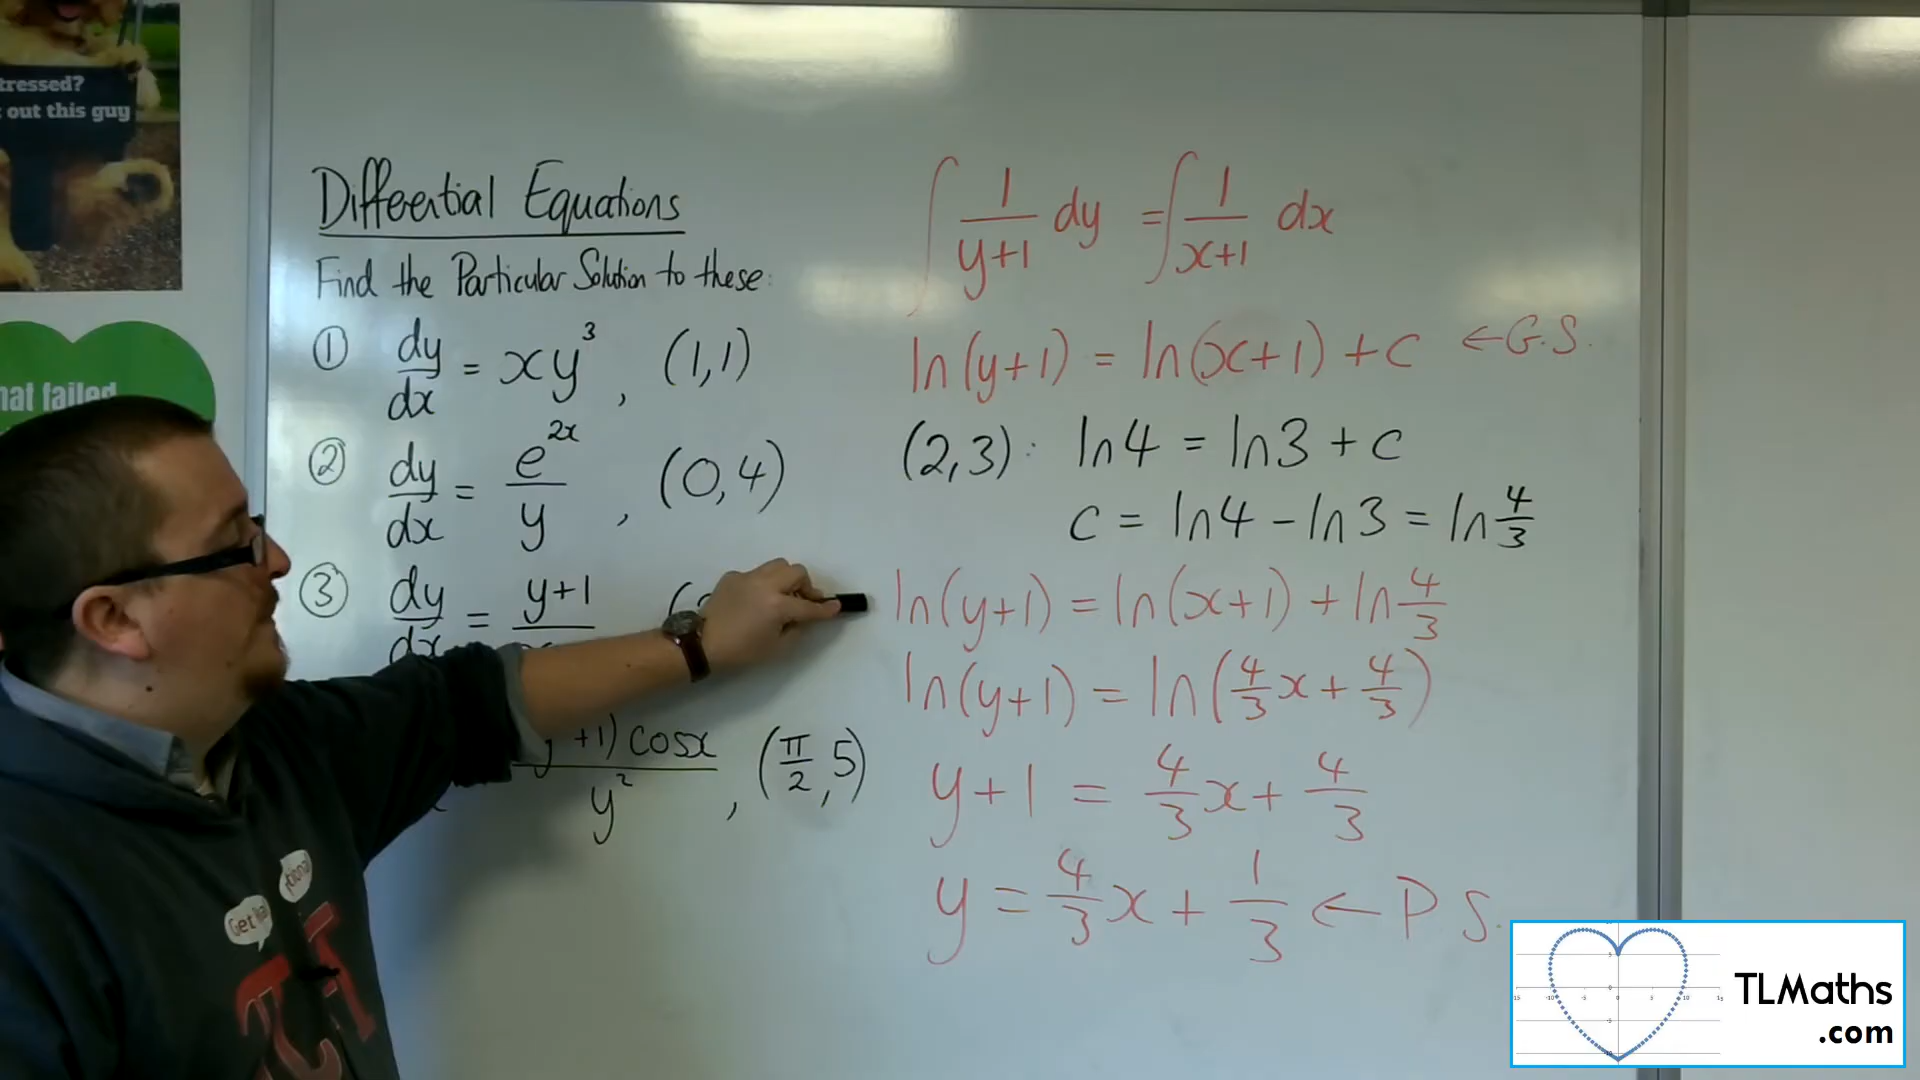 tressed?
out this guy
hat failed
Differential Equations
Find the Particular Solution to these:
① dy/dx = xy³, (1,1)
② dy/dx = e^(2x)/y, (0,4)
③ dy/dx = y+1
+1) cosx / y², (π/2, 5)
∫ 1/(y+1) dy = ∫ 1/(x+1) dx
ln(y+1) = ln(x+1) + c ← G.S.
(2,3): ln4 = ln3 + c
c = ln4 - ln3 = ln 4/3
ln(y+1) = ln(x+1) + ln 4/3
ln(y+1) = ln(4/3 x + 4/3)
y+1 = 4/3 x + 4/3
y = 4/3 x + 1/3 ← P S.
Get
TLMaths
.com